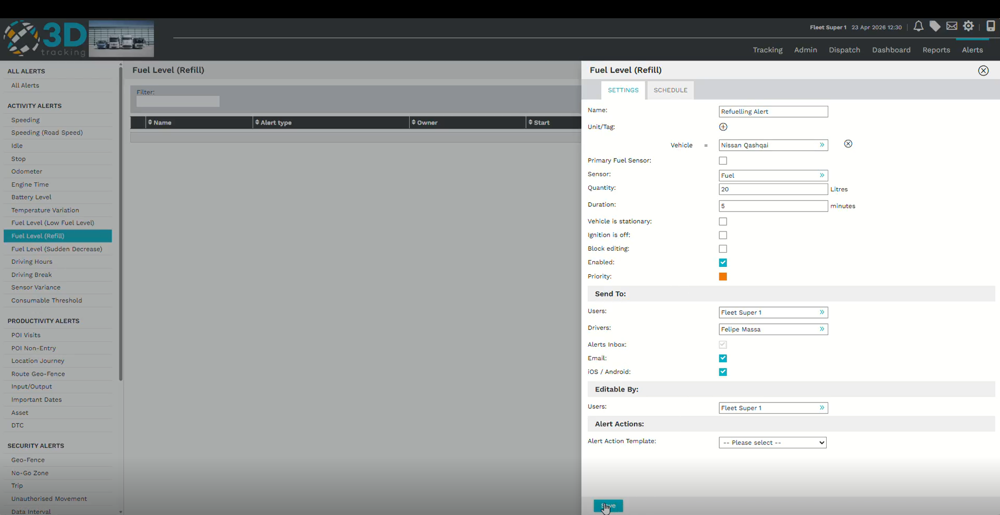 3D
tracking
Fleet Super 1 23 Apr 2026 12:30
Tracking Admin Dispatch Dashboard Reports Alerts
ALL ALERTS
All Alerts
ACTIVITY ALERTS
Speeding
Speeding (Road Speed)
Idle
Stop
Odometer
Engine Time
Battery Level
Temperature Variation
Fuel Level (Low Fuel Level)
Fuel Level (Refill)
Fuel Level (Sudden Decrease)
Driving Hours
Driving Break
Sensor Variance
Consumable Threshold
PRODUCTIVITY ALERTS
POI Visits
POI Non-Entry
Location Journey
Route Geo-Fence
Input/Output
Important Dates
Asset
DTC
SECURITY ALERTS
Geo-Fence
No-Go Zone
Trip
Unauthorised Movement
Data Interval
Fuel Level (Refill)
Filter:
Name Alert type Owner Start
Fuel Level (Refill)
SETTINGS SCHEDULE
Name: Refuelling Alert
Unit/Tag:
Vehicle = Nissan Qashqai
Primary Fuel Sensor:
Sensor: Fuel
Quantity: 20 Litres
Duration: 5 minutes
Vehicle is stationary:
Ignition is off:
Block editing:
Enabled:
Priority:
Send To:
Users: Fleet Super 1
Drivers: Felipe Massa
Alerts Inbox:
Email:
iOS / Android:
Editable By:
Users: Fleet Super 1
Alert Actions:
Alert Action Template: -- Please select --
Save